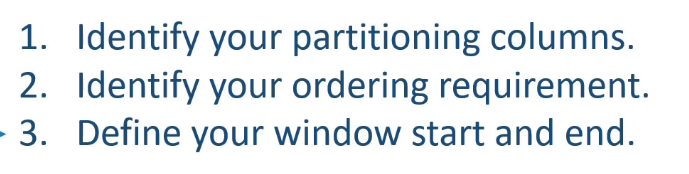 1. Identify your partitioning columns.
2. Identify your ordering requirement.
3. Define your window start and end.